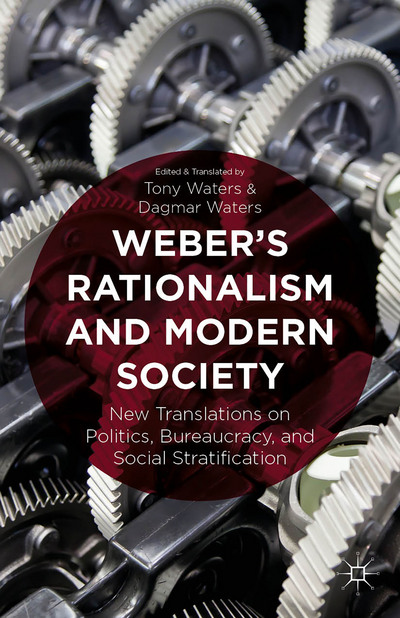 Edited & Translated by
Tony Waters &
Dagmar Waters
WEBER'S
RATIONALISM
AND MODERN
SOCIETY
New Translations on
Politics, Bureaucracy, and
Social Stratification